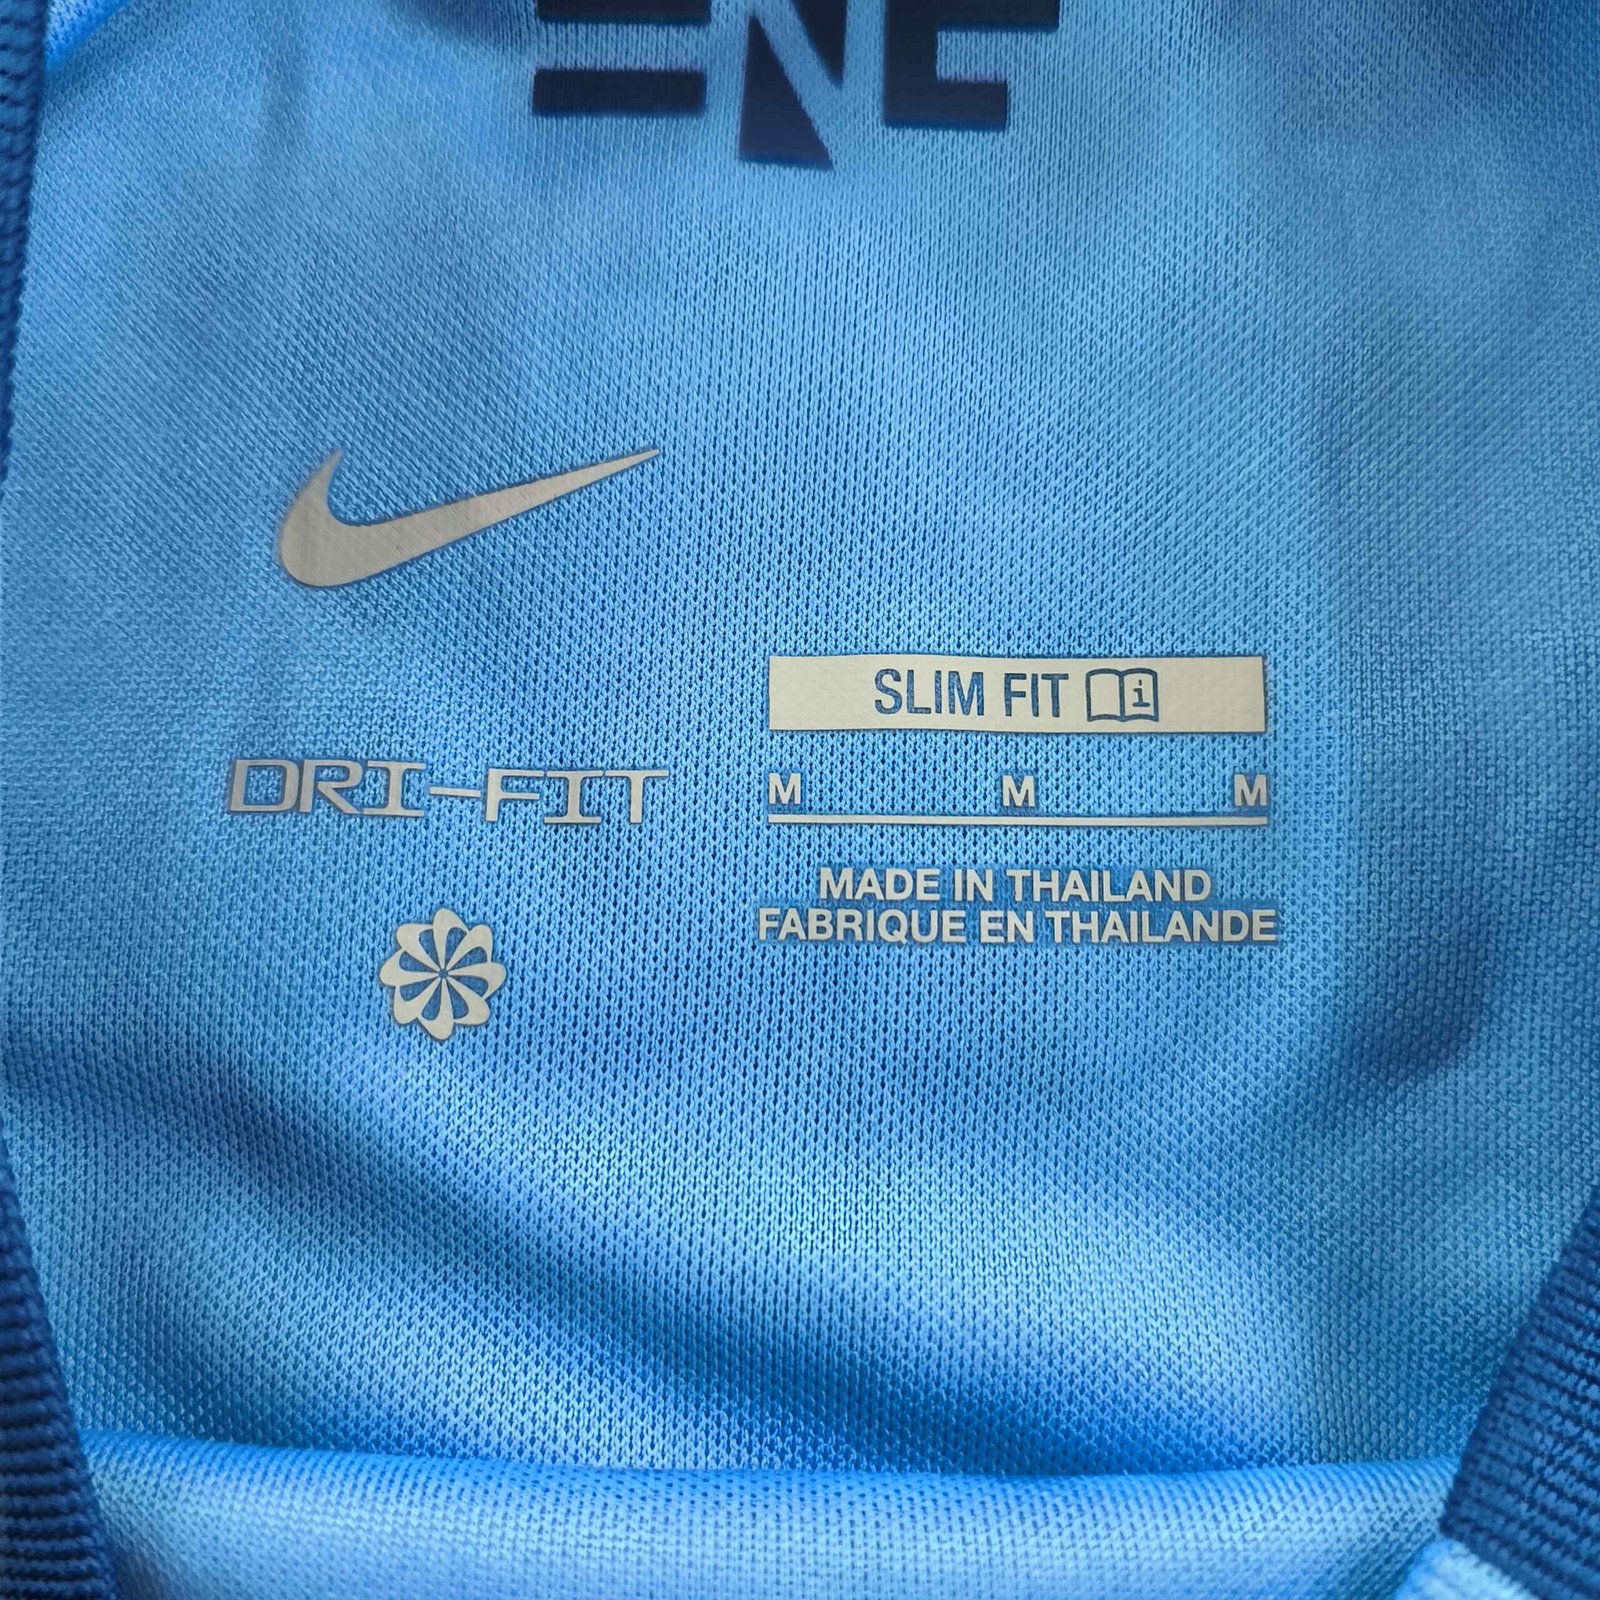 SLIM FIT
DRI-FIT
M M M
MADE IN THAILAND
FABRIQUE EN THAILANDE